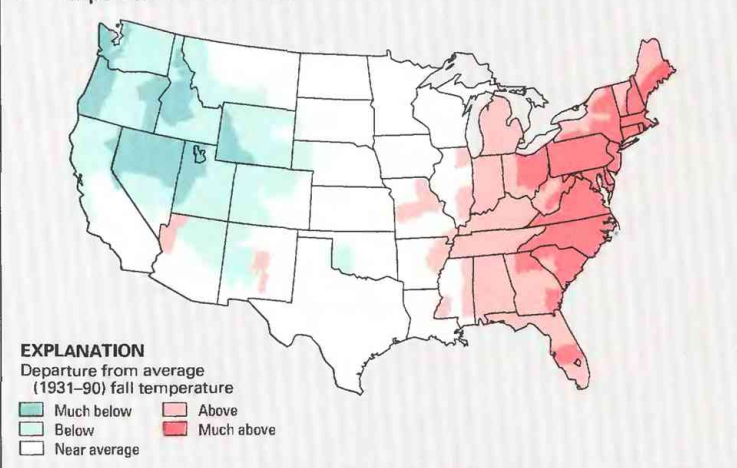 EXPLANATION
Departure from average
(1931–90) fall temperature
Much below
Below
Near average
Above
Much above